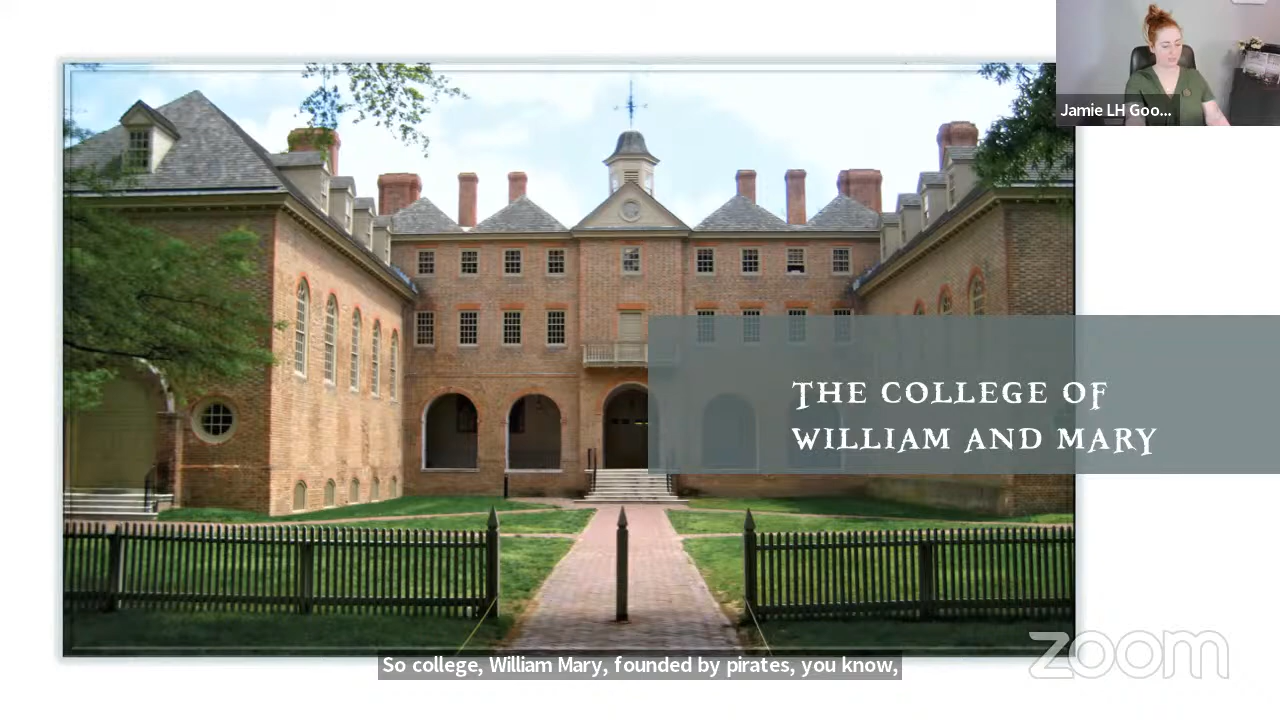 Jamie LH Goo...
THE COLLEGE OF
WILLIAM AND MARY
So college, William Mary, founded by pirates, you know,
zoom